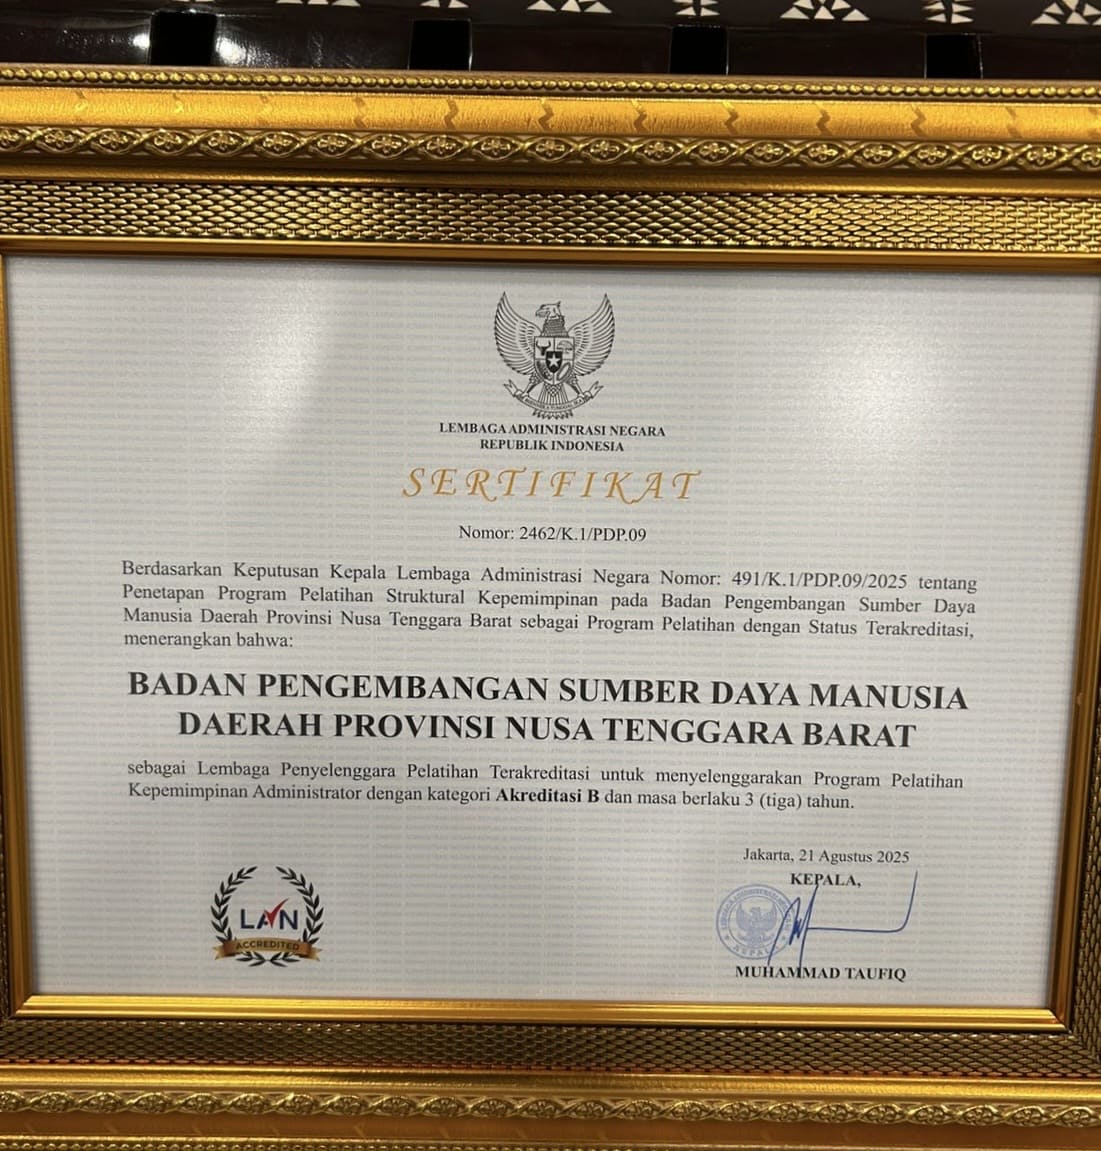 LEMBAGA ADMINISTRASI NEGARA
REPUBLIK INDONESIA
SERTIFIKAT
Nomor: 2462/K.1/PDP.09
Berdasarkan Keputusan Kepala Lembaga Administrasi Negara Nomor: 491/K.1/PDP.09/2025 tentang
Penetapan Program Pelatihan Struktural Kepemimpinan pada Badan Pengembangan Sumber Daya
Manusia Daerah Provinsi Nusa Tenggara Barat sebagai Program Pelatihan dengan Status Terakreditasi,
menerangkan bahwa:
BADAN PENGEMBANGAN SUMBER DAYA MANUSIA
DAERAH PROVINSI NUSA TENGGARA BARAT
sebagai Lembaga Penyelenggara Pelatihan Terakreditasi untuk menyelenggarakan Program Pelatihan
Kepemimpinan Administrator dengan kategori Akreditasi B dan masa berlaku 3 (tiga) tahun.
Jakarta, 21 Agustus 2025
KEPALA,
MUHAMMAD TAUFIQ
LAN
ACCREDITED